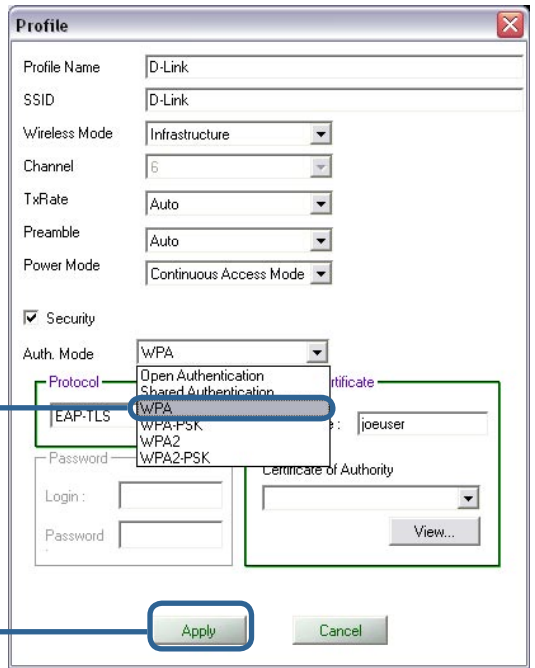 Profile
Profile Name D-Link
SSID D-Link
Wireless Mode Infrastructure
Channel 6
TxRate Auto
Preamble Auto
Power Mode Continuous Access Mode
Security
Auth. Mode WPA
Open Authentication
Protocol rtificate
Shared Authentication
WPA
EAP-TLS e : joeuser
WPA-PSK
WPA2
Password WPA2-PSK
Certificate of Authority
Login :
Password
View...
Apply Cancel